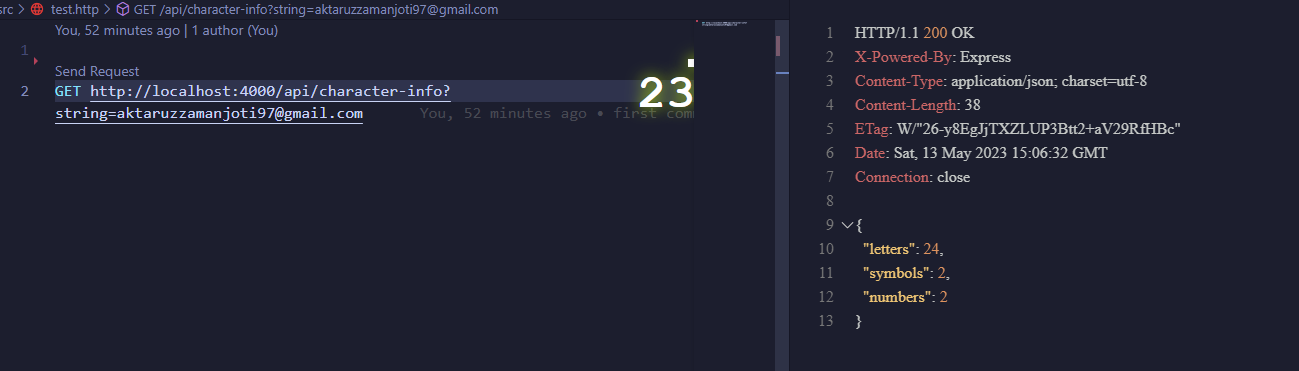 src > test.http > GET /api/character-info?string=aktaruzzamanjoti97@gmail.com
You, 52 minutes ago | 1 author (You)
1
Send Request
2 GET http://localhost:4000/api/character-info?
string=aktaruzzamanjoti97@gmail.com You, 52 minutes ago • first com
23
1 HTTP/1.1 200 OK
2 X-Powered-By: Express
3 Content-Type: application/json; charset=utf-8
4 Content-Length: 38
5 ETag: W/"26-y8EgJjTXZLUP3Btt2+aV29RfHBc"
6 Date: Sat, 13 May 2023 15:06:32 GMT
7 Connection: close
8
9 {
10 "letters": 24,
11 "symbols": 2,
12 "numbers": 2
13 }